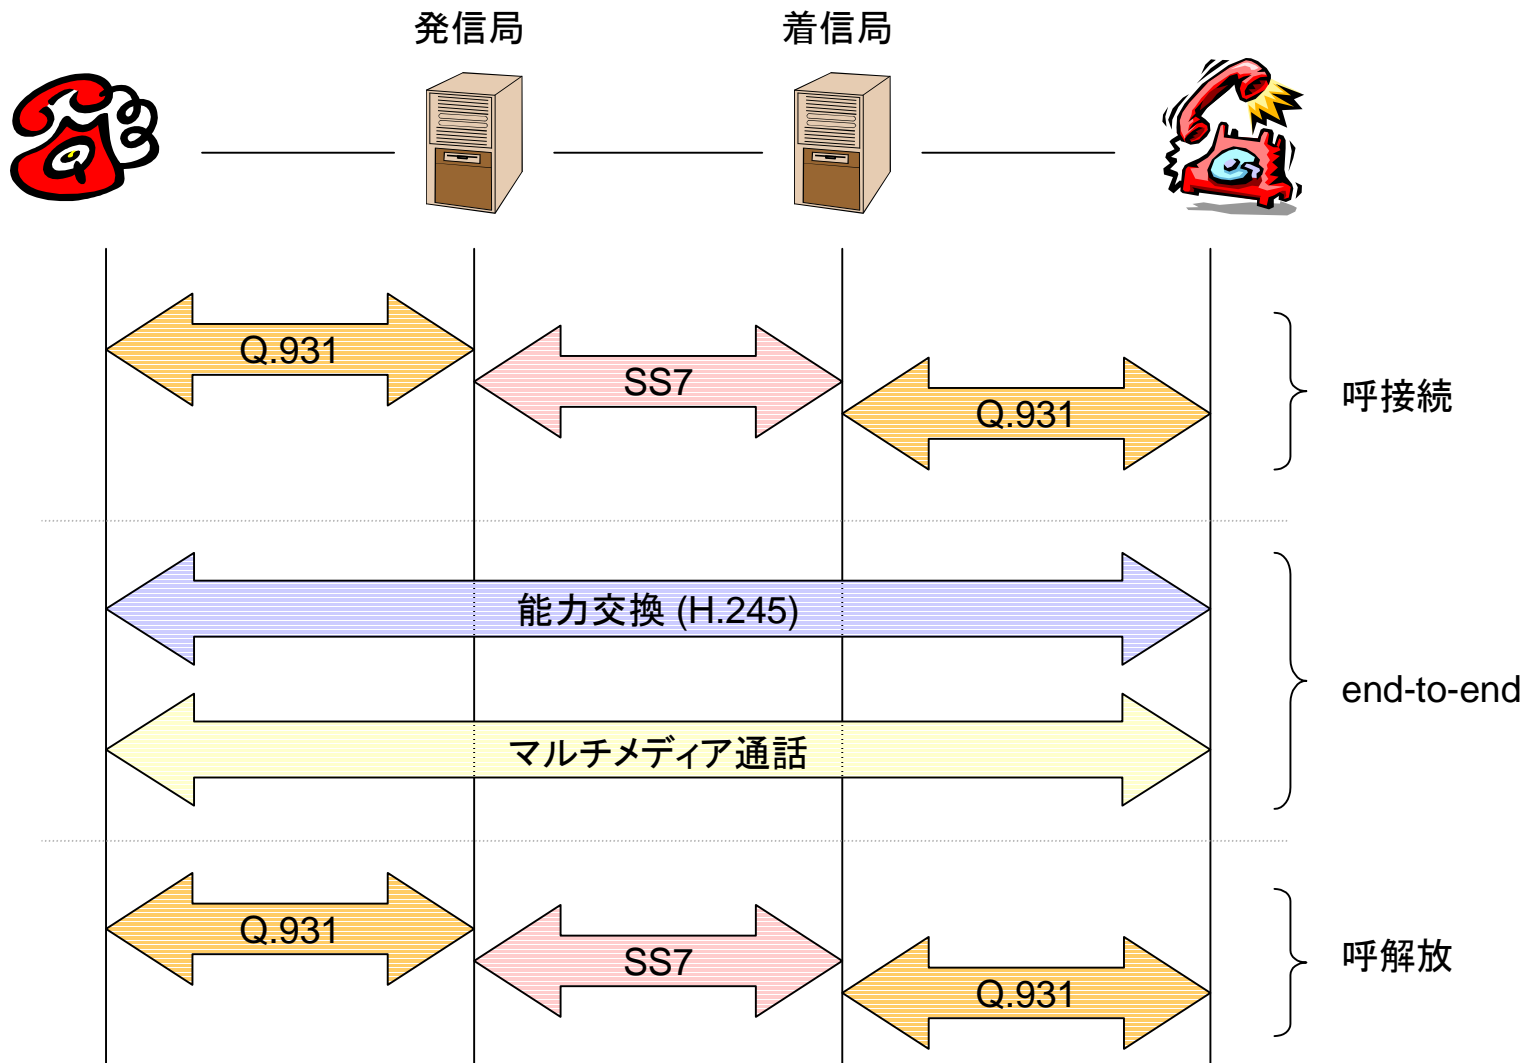 発信局
着信局
Q.931
SS7
Q.931
呼接続
能力交換 (H.245)
マルチメディア通話
end-to-end
Q.931
SS7
Q.931
呼解放